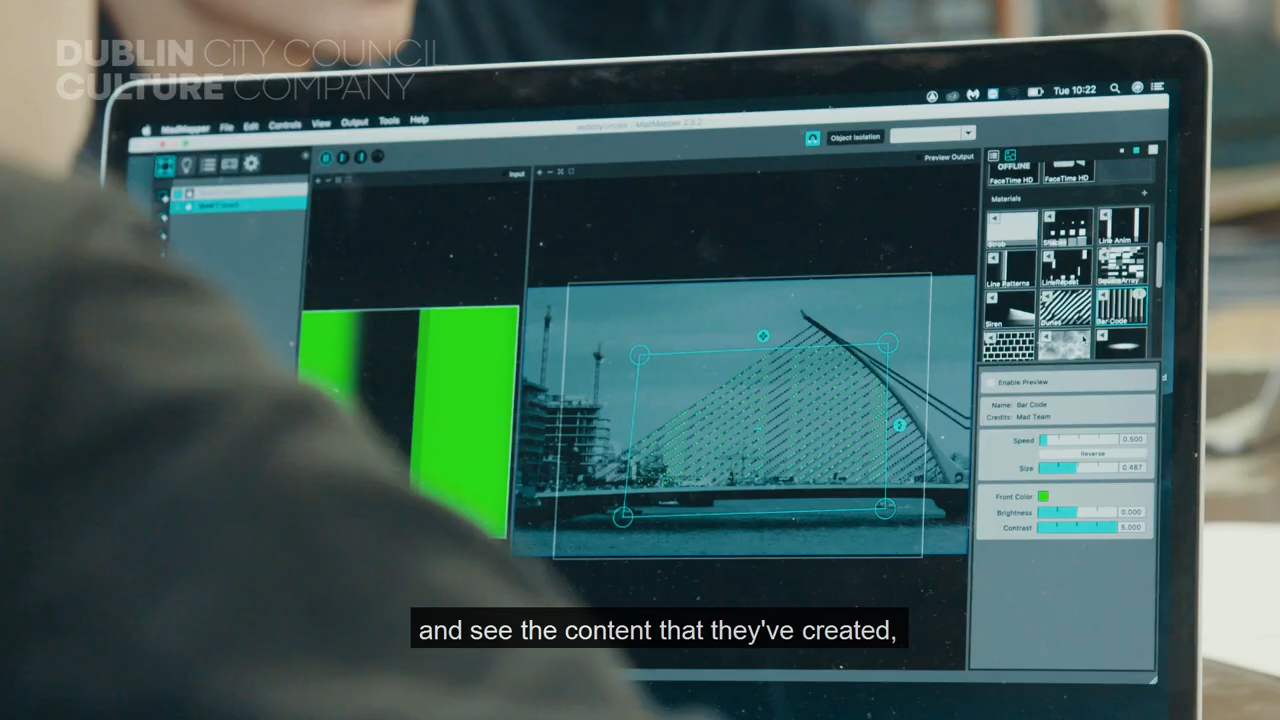 DUBLIN CITY COUNCIL
CULTURE COMPANY
MadMapper File Edit Controls View Output Tools Help
Tue 10:22
MadMapper
Object Isolation
Input
Preview Output
OFFLINE
FaceTime HD
FaceTime HD
Materials
Strob
Shapes
Line Anim
Line Patterns
LineRepeat
SquareArray
Siren
Dunes
Bar Code
Enable Preview
Name: Bar Code
Credits: Mad Team
Speed 0.500
Reverse
Size 0.487
Front Color
Brightness 0.000
Contrast 5.000
and see the content that they've created,